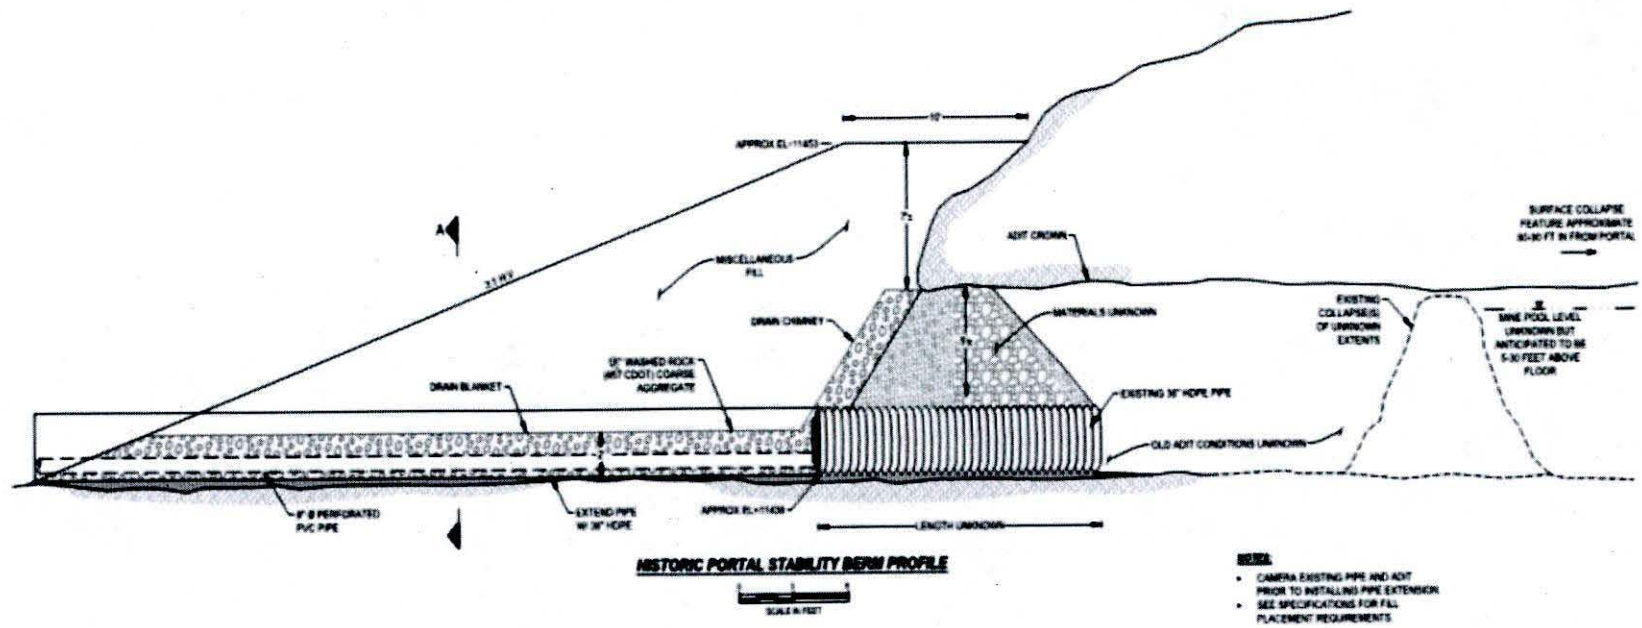 10'
APPROX EL=11453
7±
A
2:1 H:V
MISCELLANEOUS
FILL
ADIT CROWN
SURFACE COLLAPSE
FEATURE APPROXIMATE
FT IN FROM PORTAL
DRAIN CHIMNEY
MATERIALS UNKNOWN
EXISTING
COLLAPSE(S)
OF UNKNOWN
EXTENTS
MINE POOL LEVEL
UNKNOWN BUT
ANTICIPATED TO BE
FEET ABOVE
FLOOR
WASHED ROCK
CDOT) COARSE
AGGREGATE
DRAIN BLANKET
EXISTING 36" HDPE PIPE
OLD ADIT CONDITIONS UNKNOWN
PERFORATED
PVC PIPE
EXTEND PIPE
W/ 36" HDPE
APPROX
LENGTH UNKNOWN
HISTORIC PORTAL STABILITY BERM PROFILE
SCALE IN FEET
NOTES:
• CAMERA EXISTING PIPE AND ADIT
PRIOR TO INSTALLING PIPE EXTENSION
• SEE SPECIFICATIONS FOR FILL
PLACEMENT REQUIREMENTS